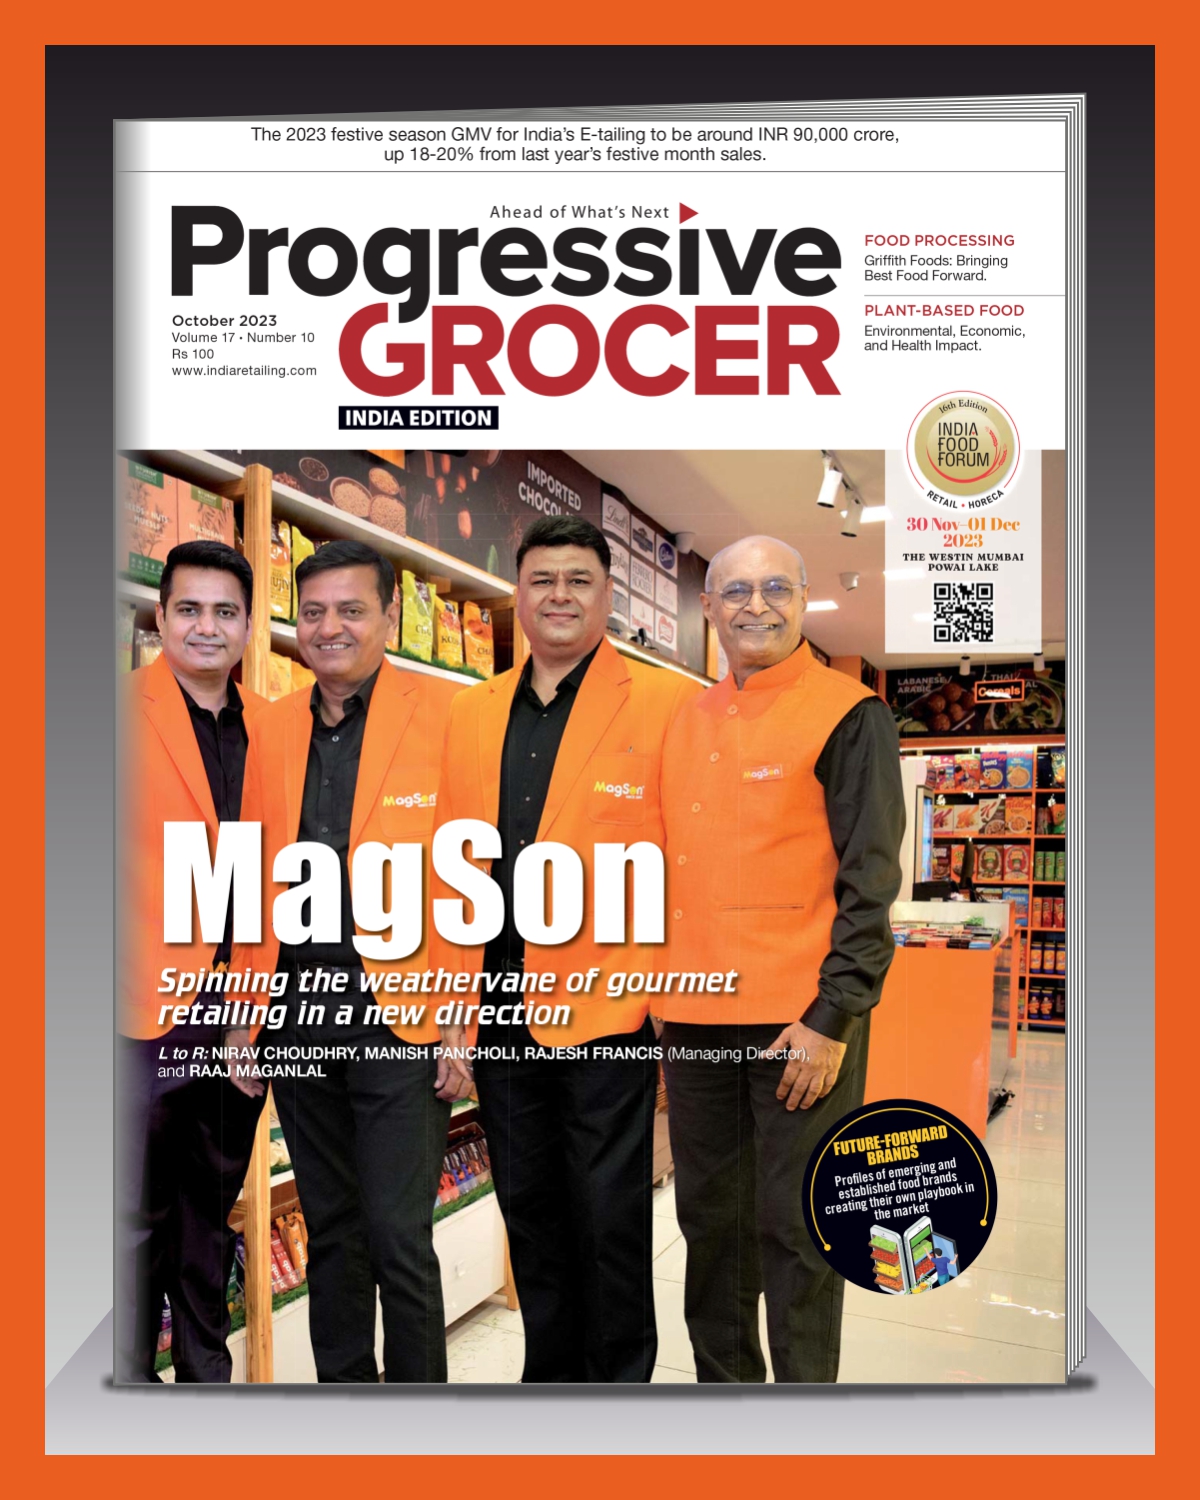 The 2023 festive season GMV for India's E-tailing to be around INR 90,000 crore,
up 18-20% from last year's festive month sales.
Ahead of What's Next
Progressive
GROCER
INDIA EDITION
October 2023
Volume 17 • Number 10
Rs 100
www.indiaretailing.com
FOOD PROCESSING
Griffith Foods: Bringing
Best Food Forward.
PLANT-BASED FOOD
Environmental, Economic,
and Health Impact.
16th Edition
INDIA
FOOD
FORUM
RETAIL • HORECA
30 Nov–01 Dec
2023
THE WESTIN MUMBAI
POWAI LAKE
IMPORTED
LABANESE/
ARABIC
THAI
Cereals
MagSon
MagSon
MagSon
MagSon
Spinning the weathervane of gourmet
retailing in a new direction
L to R: NIRAV CHOUDHRY, MANISH PANCHOLI, RAJESH FRANCIS (Managing Director),
and RAAJ MAGANLAL
FUTURE-FORWARD
BRANDS
Profiles of emerging and
established food brands
creating their own playbook in
the market